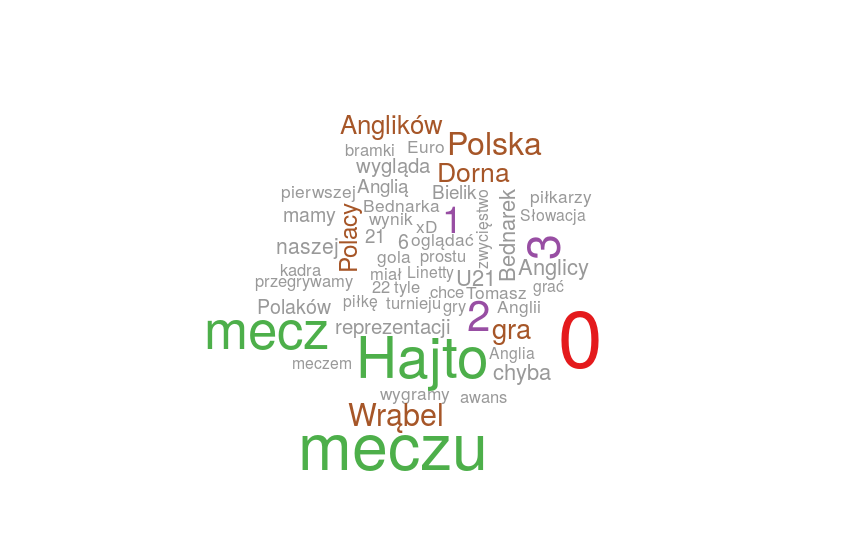 Anglików
bramki Euro Polska
wygląda Dorna
pierwszej Anglią Bielik piłkarzy
mamy Bednarka zwycięstwo Bednarek Słowacja
Polacy wynik xD 1
naszej 21 6 oglądać 3
gola prostu
kadra miał Linetty U21 Anglicy
przegrywamy 22 tyle chce Tomasz grać
Polaków piłkę turnieju gry Anglii
mecz reprezentacji 2 gra 0
Hajto Anglia
meczem chyba
wygramy awans
Wrąbel
meczu